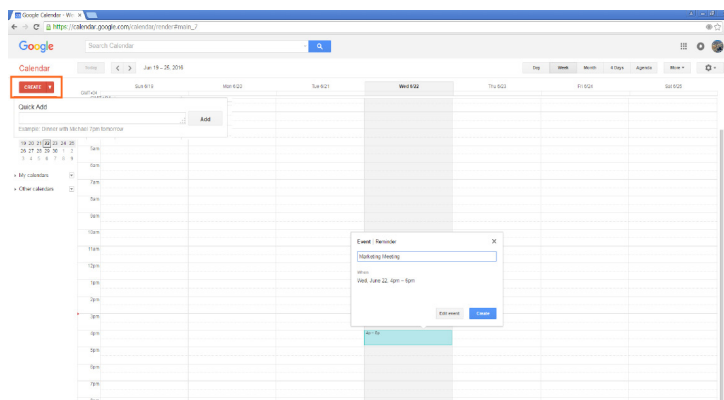 Google Calendar - We
https://calendar.google.com/calendar/render#main_7
Google
Search Calendar
Calendar
Today
Jun 19 – 25, 2016
Day
Week
Month
4 Days
Agenda
More
CREATE
Sun 6/19
Mon 6/20
Tue 6/21
Wed 6/22
Thu 6/23
Fri 6/24
Sat 6/25
Quick Add
Add
Example: Dinner with Michael 7pm tomorrow
19 20 21 22 23 24 25
26 27 28 29 30 1 2
3 4 5 6 7 8 9
My calendars
Other calendars
5am
6am
7am
8am
9am
10am
11am
12pm
1pm
2pm
3pm
4pm
5pm
6pm
7pm
Event
Reminder
Marketing Meeting
When
Wed, June 22, 4pm – 5pm
Edit event
Create